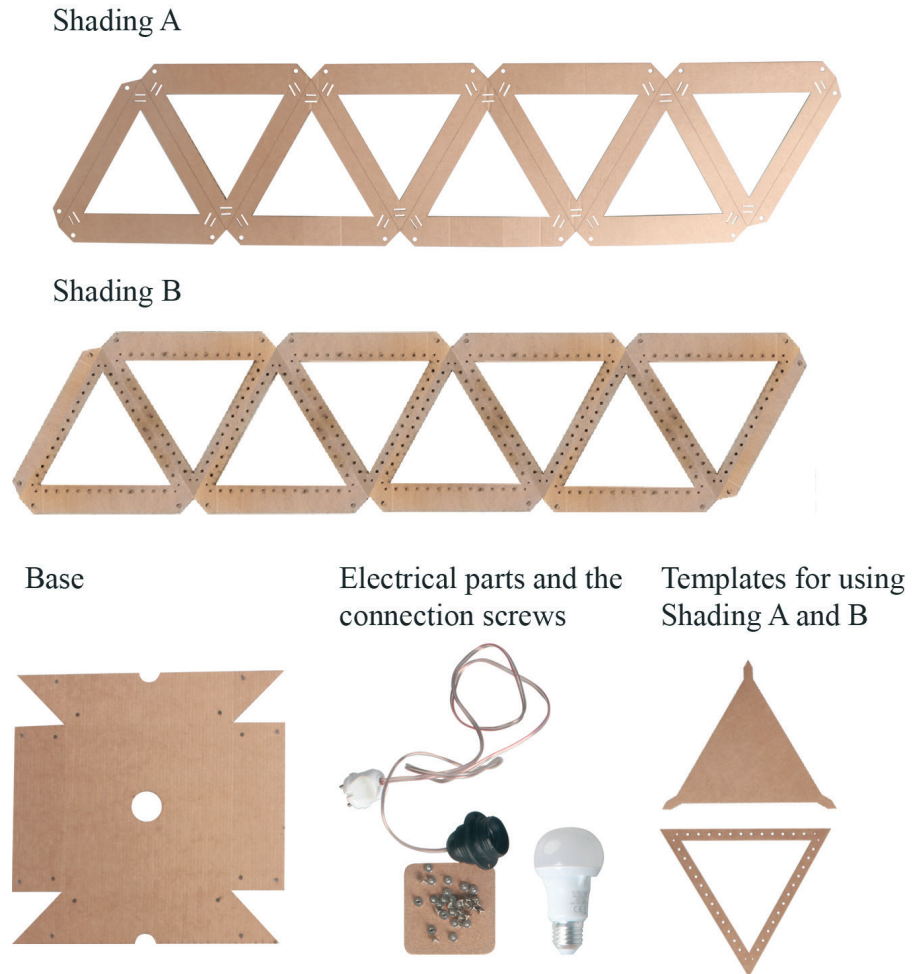 Shading A
Shading B
Base
Electrical parts and the
connection screws
Templates for using
Shading A and B